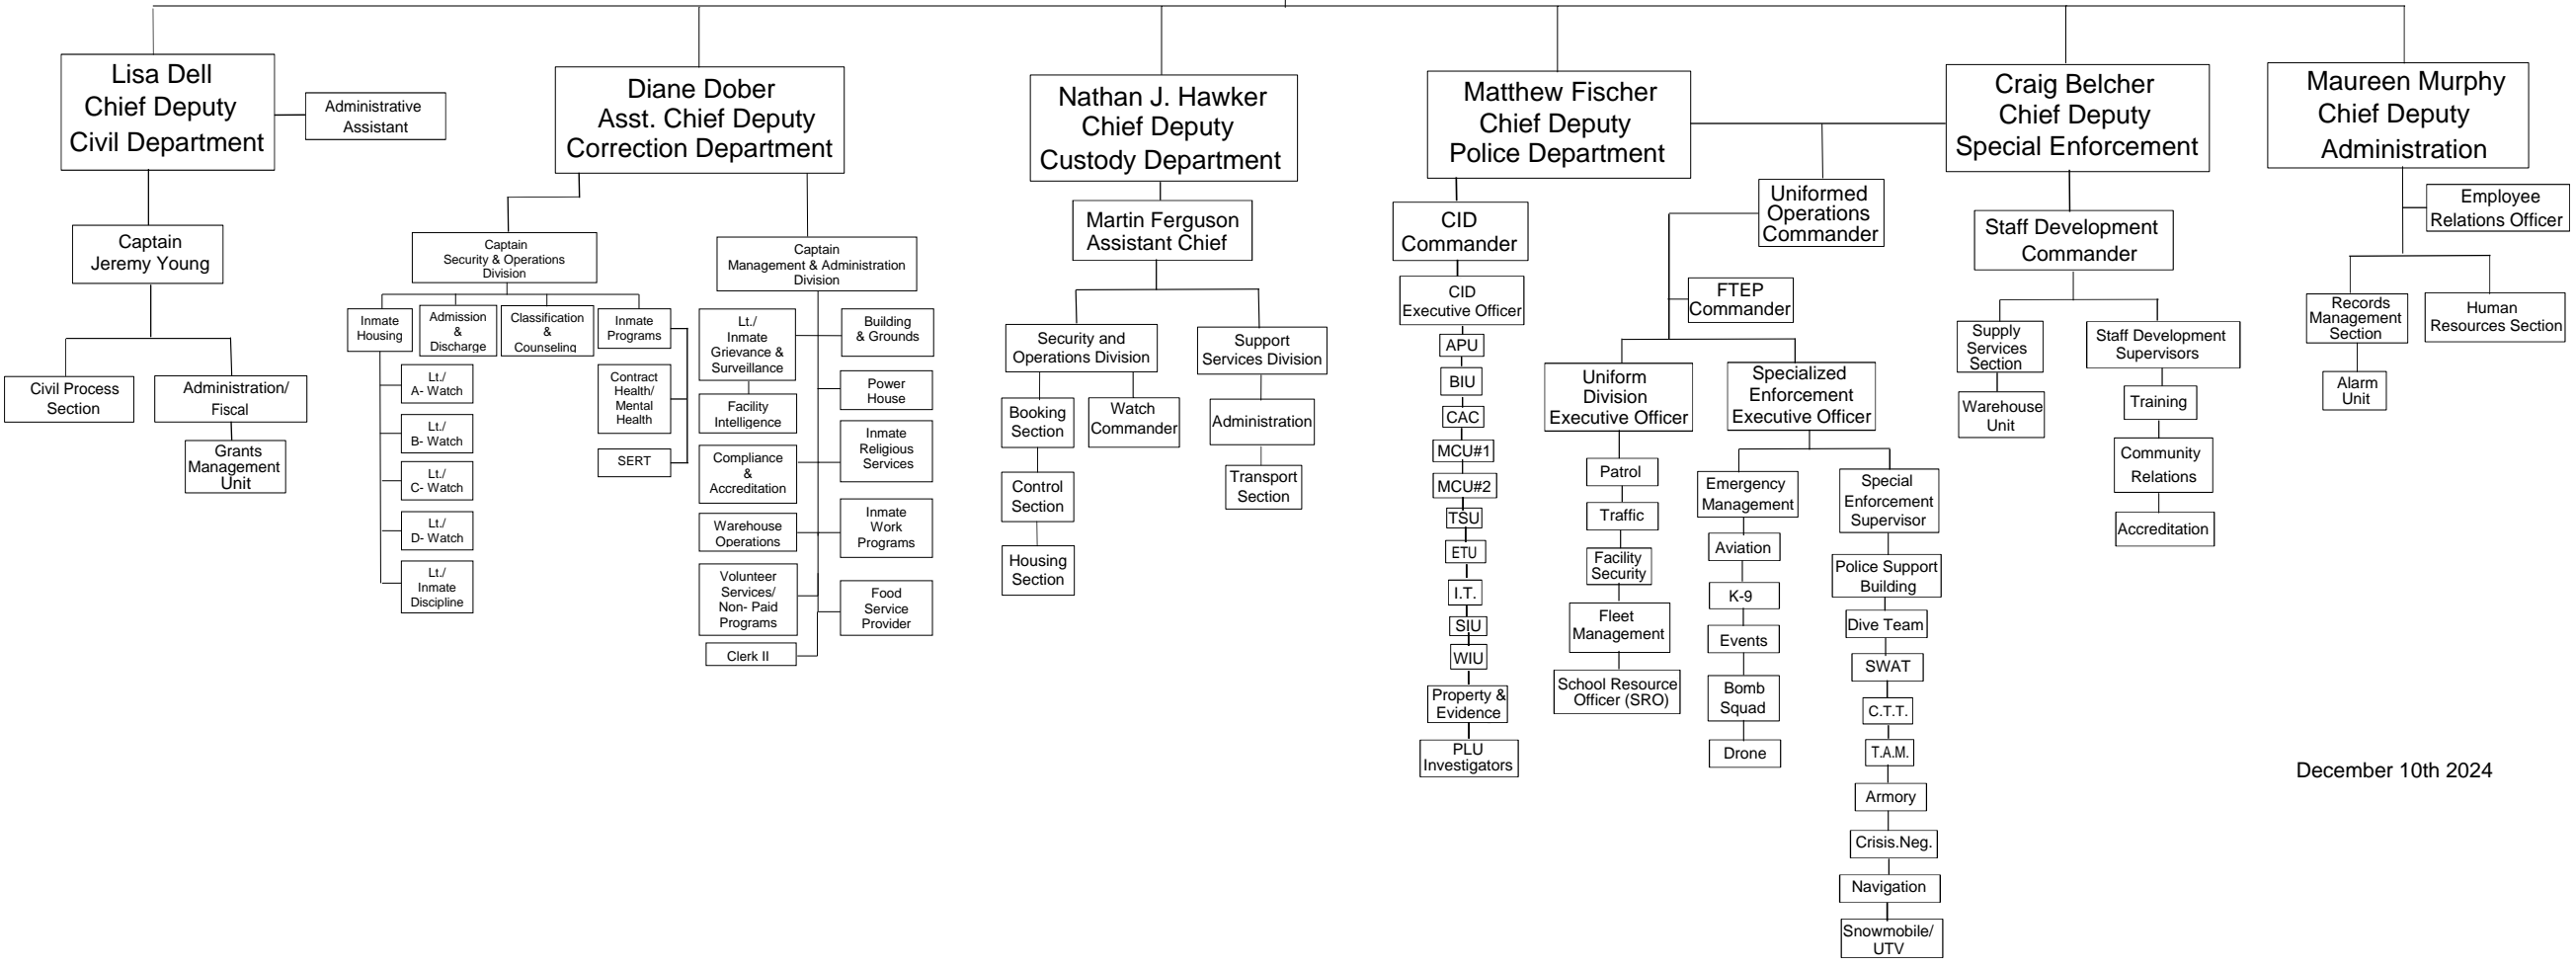 Lisa Dell
Chief Deputy
Civil Department
Administrative
Assistant
Captain
Jeremy Young
Civil Process
Section
Administration/
Fiscal
Grants
Management
Unit
Diane Dober
Asst. Chief Deputy
Correction Department
Captain
Security & Operations
Division
Inmate
Housing
Admission
&
Discharge
Classification
&
Counseling
Inmate
Programs
Lt./
A- Watch
Lt./
B- Watch
Lt./
C- Watch
Lt./
D- Watch
Lt./
Inmate
Discipline
Contract
Health/
Mental
Health
SERT
Captain
Management & Administration
Division
Lt./
Inmate
Grievance &
Surveillance
Facility
Intelligence
Compliance
&
Accreditation
Warehouse
Operations
Volunteer
Services/
Non- Paid
Programs
Clerk II
Building
& Grounds
Power
House
Inmate
Religious
Services
Inmate
Work
Programs
Food
Service
Provider
Nathan J. Hawker
Chief Deputy
Custody Department
Martin Ferguson
Assistant Chief
Security and
Operations Division
Booking
Section
Control
Section
Housing
Section
Watch
Commander
Support
Services Division
Administration
Transport
Section
Matthew Fischer
Chief Deputy
Police Department
CID
Commander
CID
Executive Officer
APU
BIU
CAC
MCU#1
MCU#2
TSU
ETU
I.T.
SIU
WIU
Property &
Evidence
PLU
Investigators
Uniformed
Operations
Commander
FTEP
Commander
Uniform
Division
Executive Officer
Patrol
Traffic
Facility
Security
Fleet
Management
School Resource
Officer (SRO)
Specialized
Enforcement
Executive Officer
Emergency
Management
Aviation
K-9
Events
Bomb
Squad
Drone
Special
Enforcement
Supervisor
Police Support
Building
Dive Team
SWAT
C.T.T.
T.A.M.
Armory
Crisis.Neg.
Navigation
Snowmobile/
UTV
Craig Belcher
Chief Deputy
Special Enforcement
Staff Development
Commander
Supply
Services
Section
Warehouse
Unit
Staff Development
Supervisors
Training
Community
Relations
Accreditation
Maureen Murphy
Chief Deputy
Administration
Employee
Relations Officer
Records
Management
Section
Alarm
Unit
Human
Resources Section
December 10th 2024